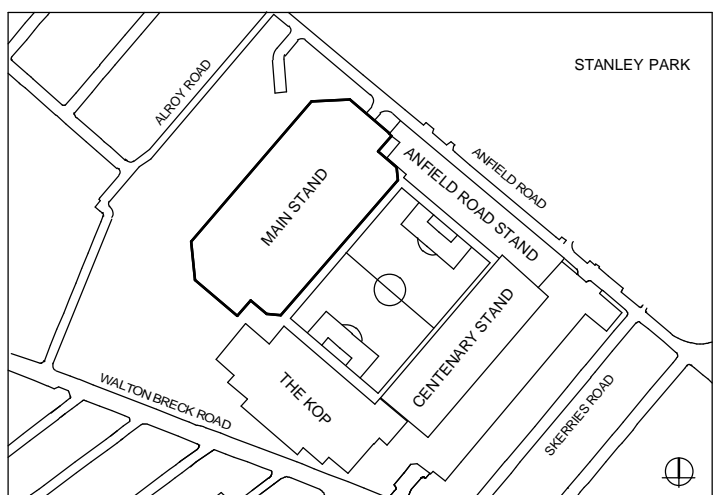 STANLEY PARK
ALROY ROAD
ANFIELD ROAD
ANFIELD ROAD STAND
MAIN STAND
CENTENARY STAND
THE KOP
WALTON BRECK ROAD
SKERRIES ROAD